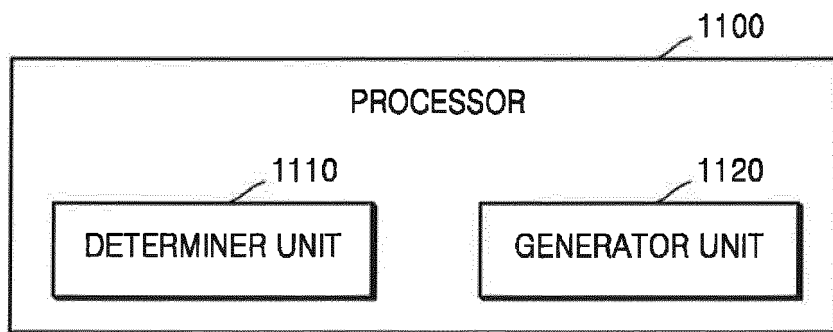 1100
PROCESSOR
1110
1120
DETERMINER UNIT
GENERATOR UNIT